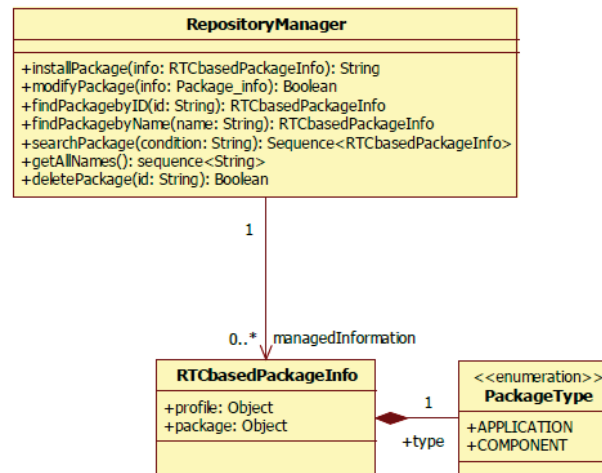 RepositoryManager
+installPackage(info: RTCbasedPackageInfo): String
+modifyPackage(info: Package_info): Boolean
+findPackagebyID(id: String): RTCbasedPackageInfo
+findPackagebyName(name: String): RTCbasedPackageInfo
+searchPackage(condition: String): Sequence<RTCbasedPackageInfo>
+getAllNames(): sequence<String>
+deletePackage(id: String): Boolean
1
0..* managedInformation
RTCbasedPackageInfo
+profile: Object
+package: Object
1
+type
<<enumeration>>
PackageType
+APPLICATION
+COMPONENT